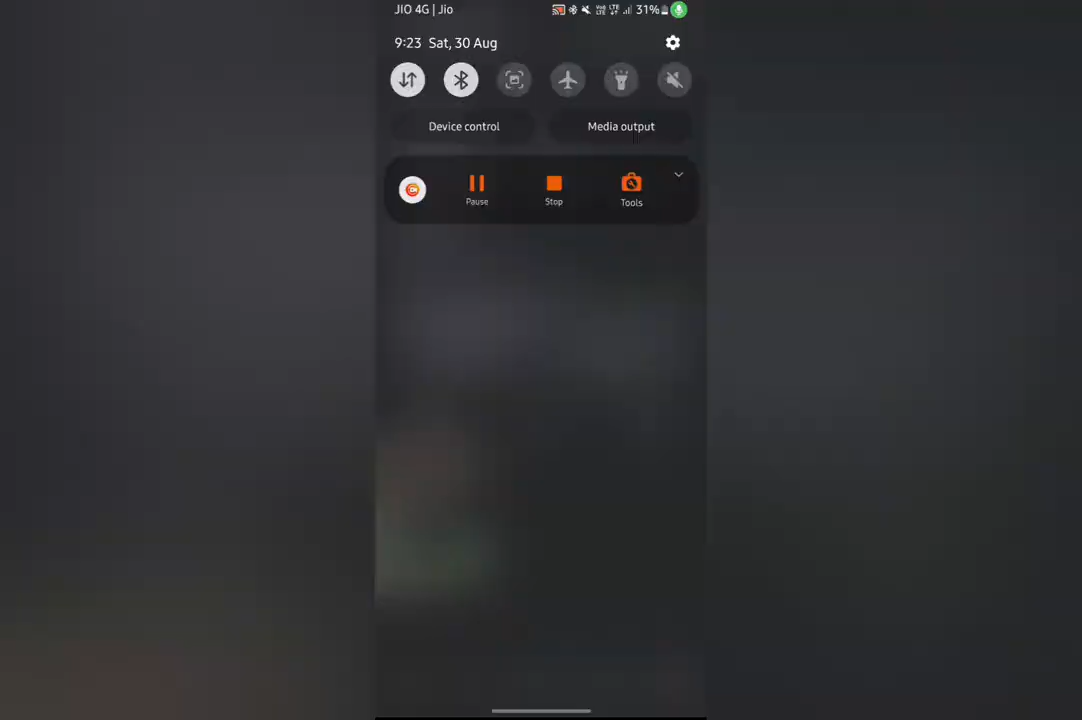 JIO 4G | Jio 31%
9:23 Sat, 30 Aug
Device control Media output
Pause Stop Tools